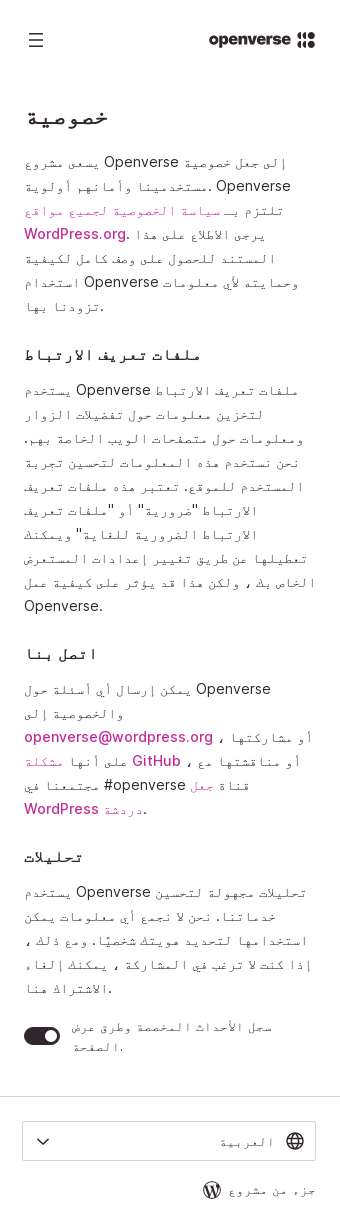 openverse
خصوصية
يسعى مشروع Openverse إلى جعل خصوصية
مستخدمينا وأمانهم أولوية. Openverse
تلتزم بـ سياسة الخصوصية لجميع مواقع
WordPress.org. يرجى الاطلاع على هذا
المستند للحصول على وصف كامل لكيفية
استخدام Openverse وحمايته لأي معلومات
تزودنا بها.
ملفات تعريف الارتباط
يستخدم Openverse ملفات تعريف الارتباط
لتخزين معلومات حول تفضيلات الزوار
ومعلومات حول متصفحات الويب الخاصة بهم.
نحن نستخدم هذه المعلومات لتحسين تجربة
المستخدم للموقع. تعتبر هذه ملفات تعريف
الارتباط "ضرورية" أو "ملفات تعريف
الارتباط الضرورية للغاية" ويمكنك
تعطيلها عن طريق تغيير إعدادات المستعرض
الخاص بك ، ولكن هذا قد يؤثر على كيفية عمل
Openverse.
اتصل بنا
يمكن إرسال أي أسئلة حول Openverse
والخصوصية إلى
openverse@wordpress.org ، أو مشاركتها
على أنها مشكلة GitHub ، أو مناقشتها مع
مجتمعنا في #openverse قناة جعل
WordPress دردشة.
تحليلات
يستخدم Openverse تحليلات مجهولة لتحسين
خدماتنا. نحن لا نجمع أي معلومات يمكن
استخدامها لتحديد هويتك شخصيًا. ومع ذلك ،
إذا كنت لا ترغب في المشاركة ، يمكنك إلغاء
الاشتراك هنا.
سجل الأحداث المخصصة وطرق عرض
الصفحة.
العربية
جزء من مشروع